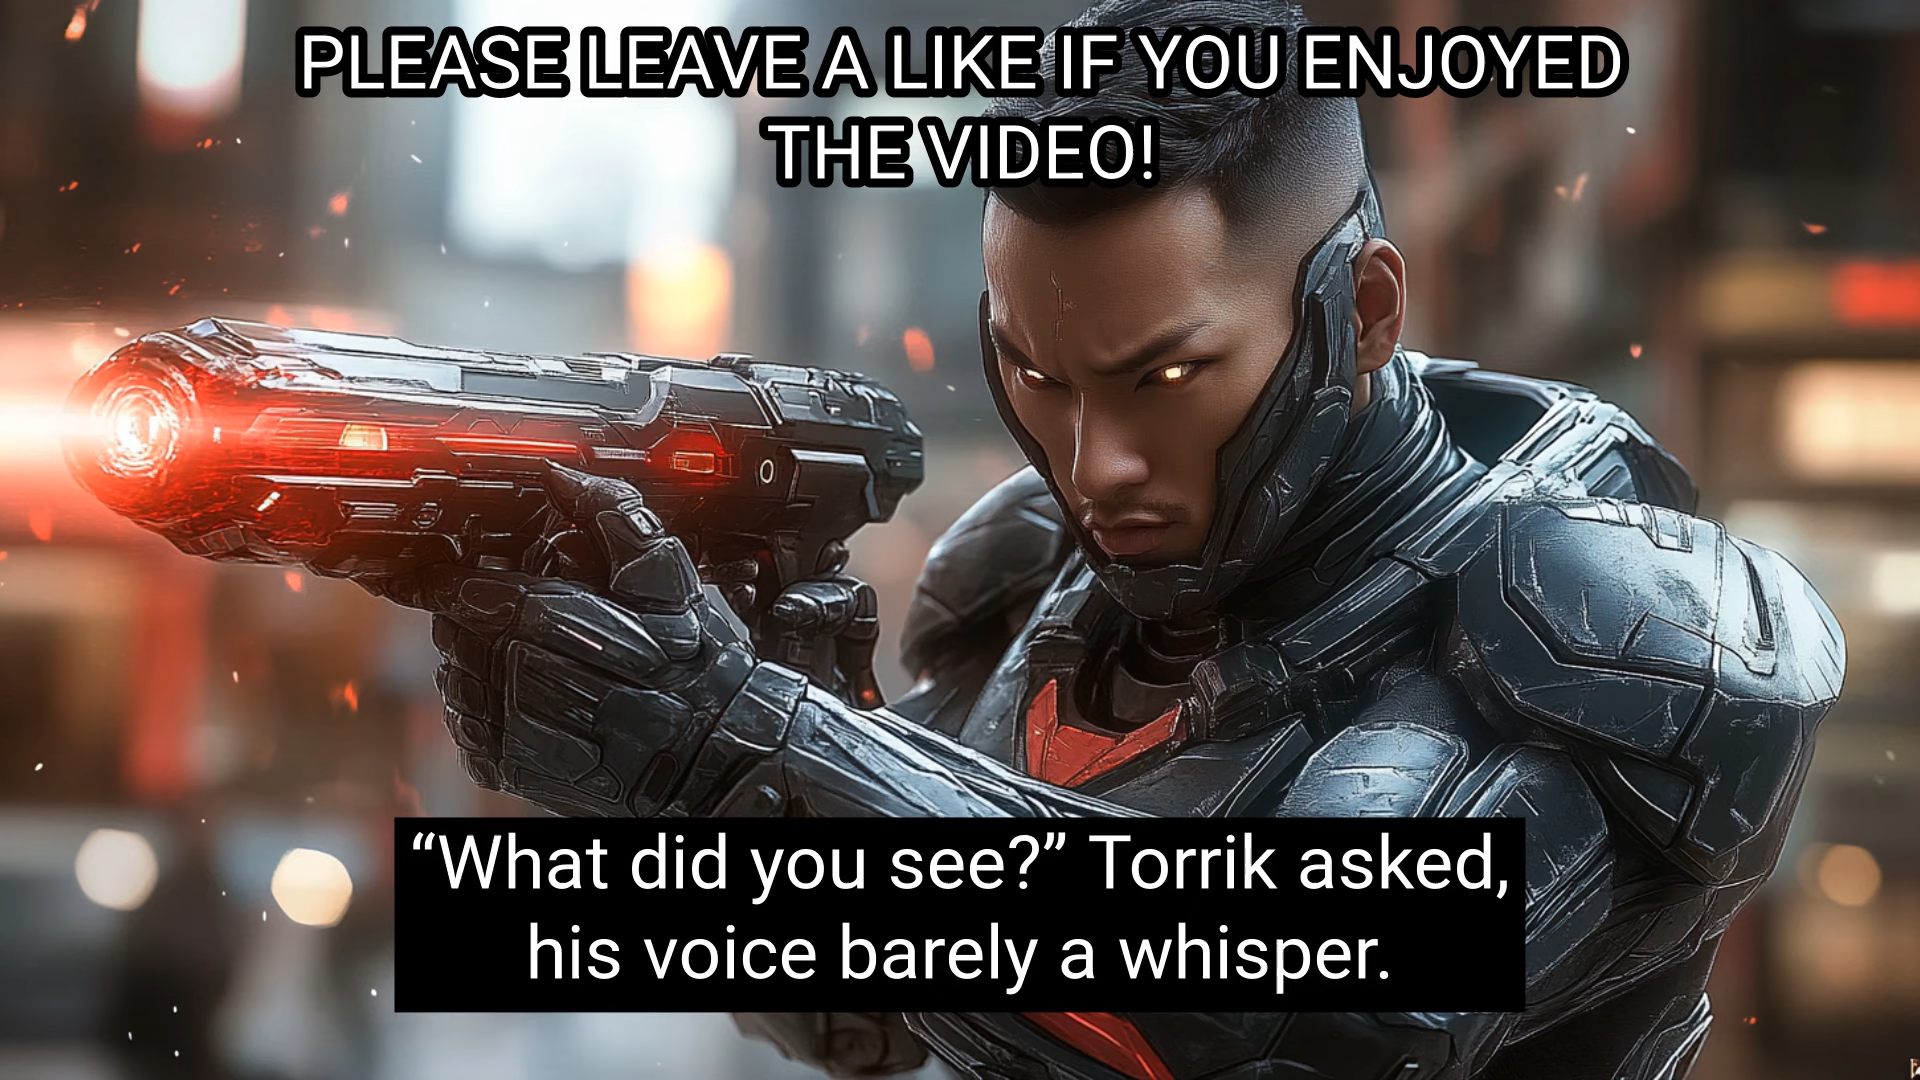 PLEASE LEAVE A LIKE IF YOU ENJOYED
THE VIDEO!
“What did you see?” Torrik asked,
his voice barely a whisper.